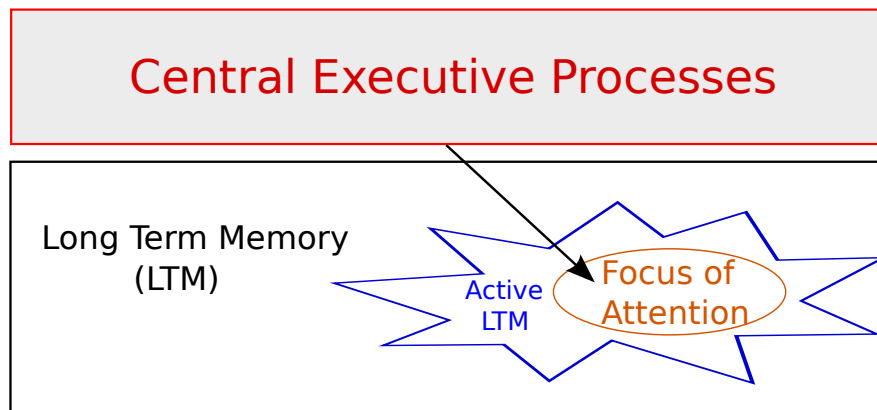 Central Executive Processes
Long Term Memory
(LTM)
Active
LTM
Focus of
Attention